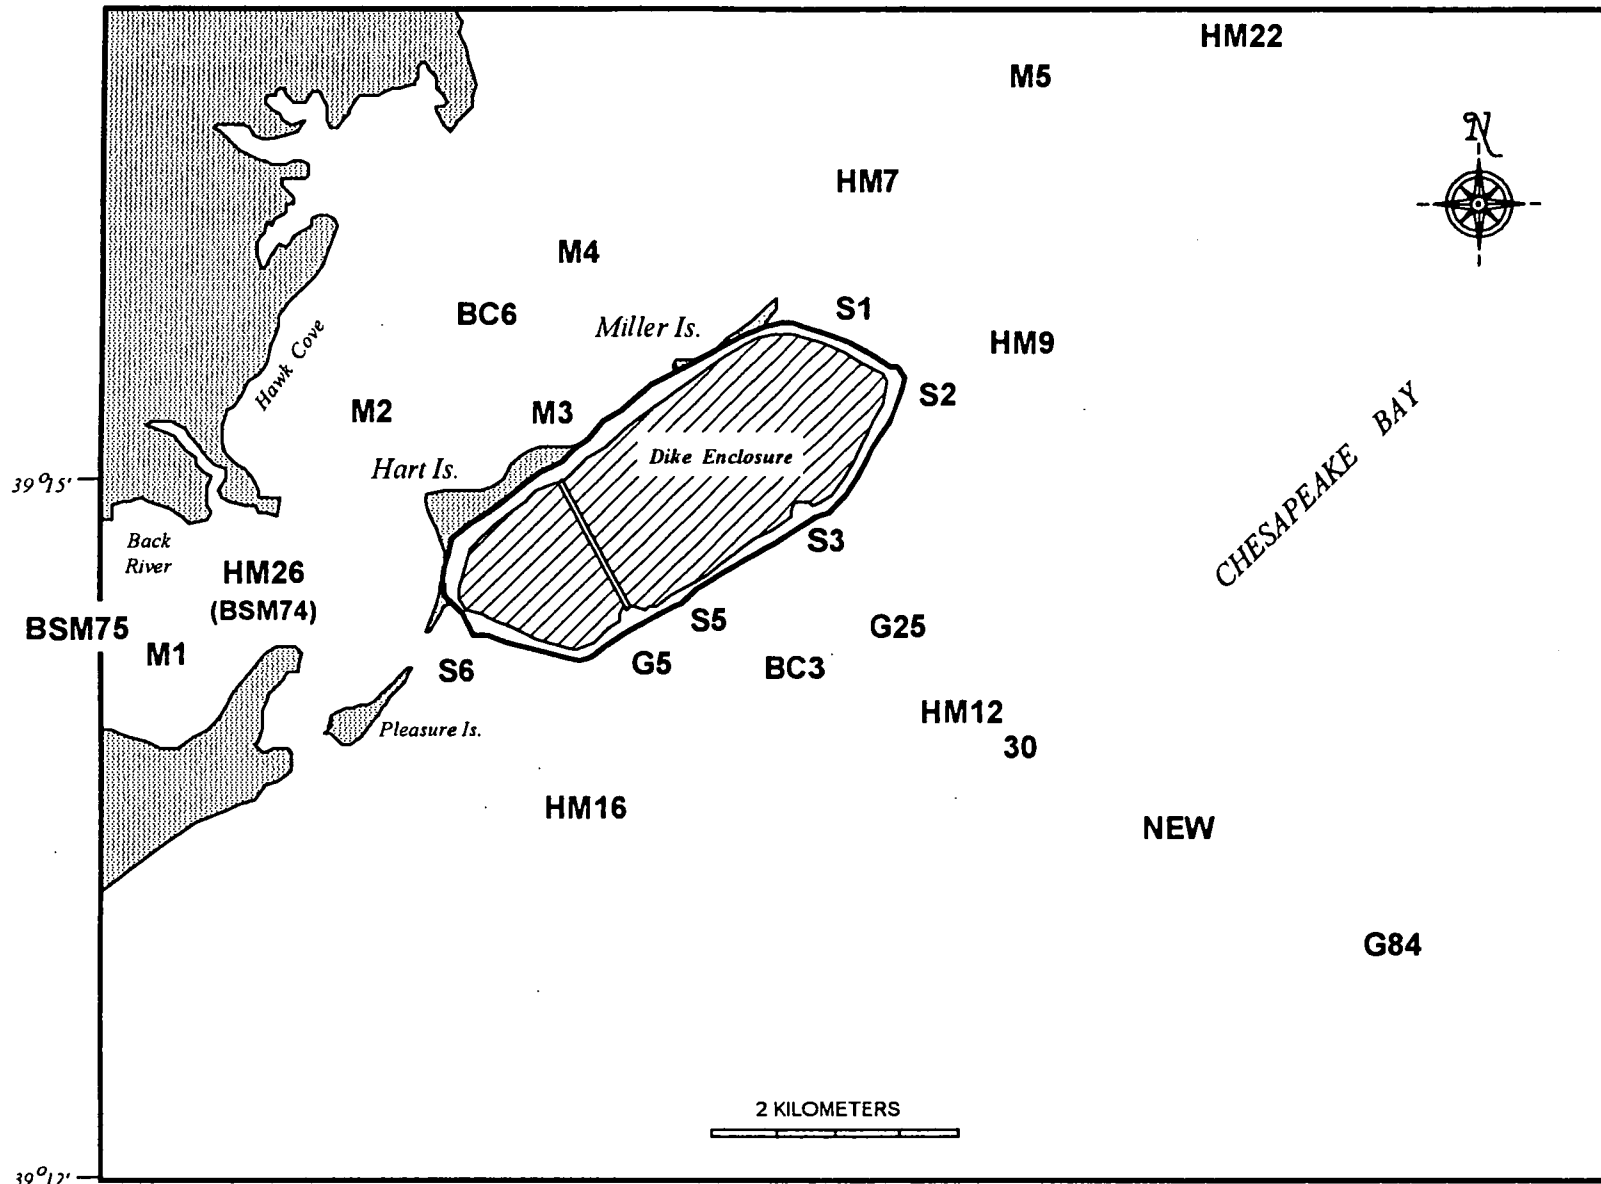 HM22
M5
N
HM7
M4
S1
BC6
Miller Is.
HM9
Hawk Cove
S2
M2
M3
CHESAPEAKE BAY
Dike Enclosure
Hart Is.
39°15'
Back
River
S3
HM26
(BSM74)
BSM75
M1
S5
G25
S6
G5
BC3
HM12
Pleasure Is.
30
HM16
NEW
G84
2 KILOMETERS
39°12'